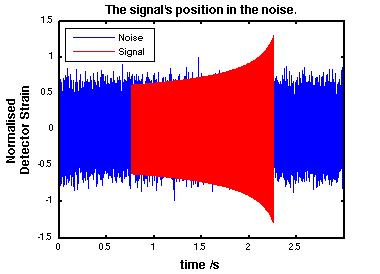 The signal's position in the noise.
Noise
Signal
Normalised
Detector Strain
1.5
1
0.5
0
-0.5
-1
-1.5
0
0.5
1
1.5
2
2.5
time /s